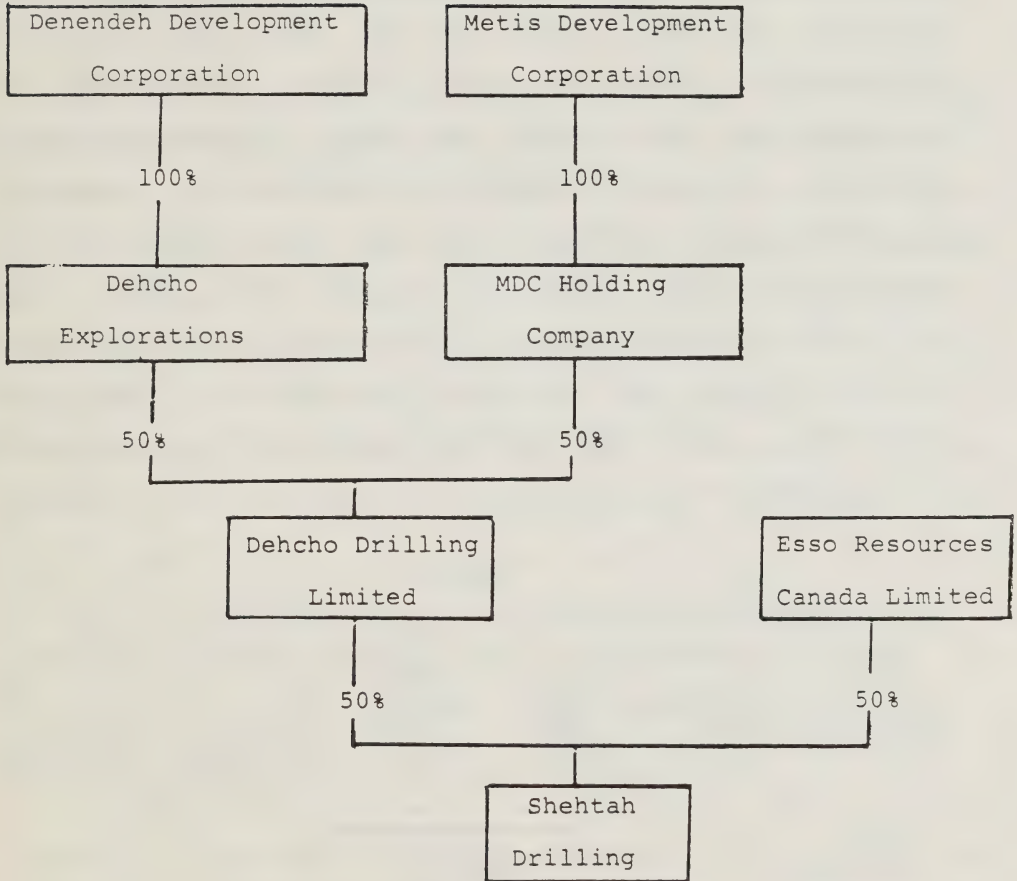 Denendeh Development
Corporation
Metis Development
Corporation
100%
100%
Dehcho
Explorations
MDC Holding
Company
50%
50%
Dehcho Drilling
Limited
Esso Resources
Canada Limited
50%
50%
Shehtah
Drilling